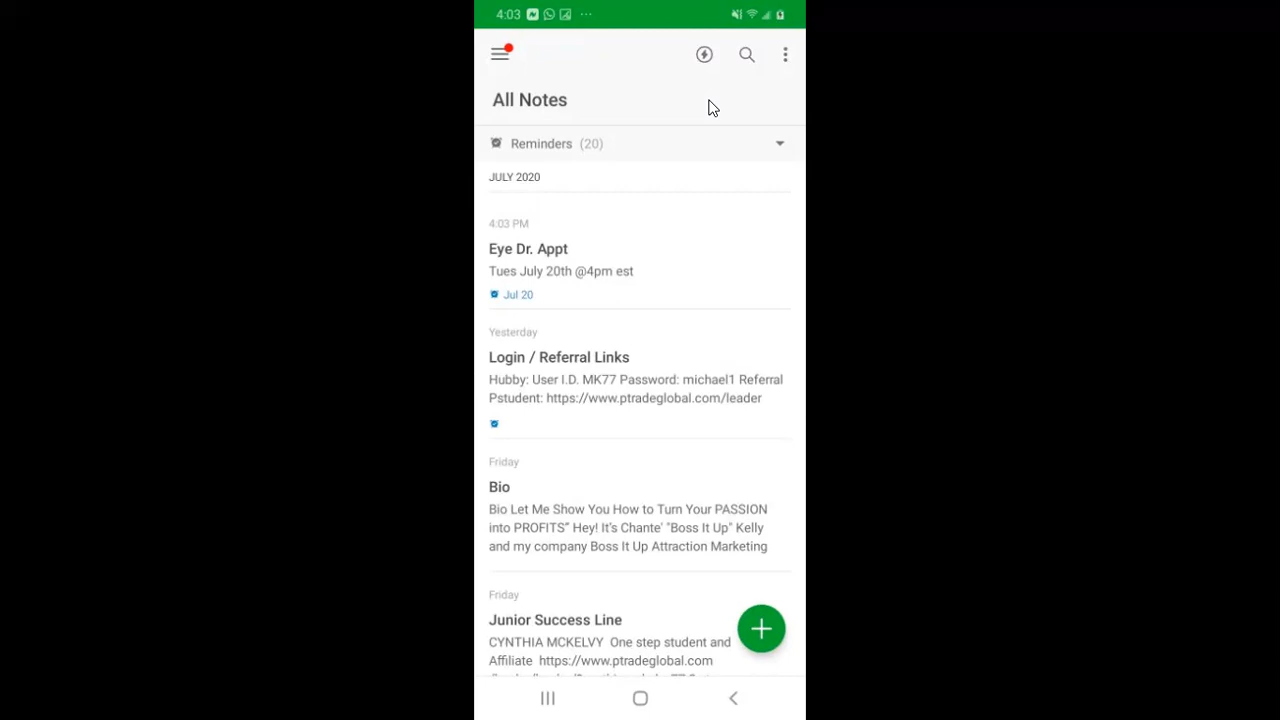 4:03
All Notes
Reminders (20)
JULY 2020
4:03 PM
Eye Dr. Appt
Tues July 20th @4pm est
Jul 20
Yesterday
Login / Referral Links
Hubby: User I.D. MK77 Password: michael1 Referral
Pstudent: https://www.ptradeglobal.com/leader
Friday
Bio
Bio Let Me Show You How to Turn Your PASSION
into PROFITS” Hey! It's Chante' "Boss It Up" Kelly
and my company Boss It Up Attraction Marketing
Friday
Junior Success Line
CYNTHIA MCKELVY One step student and
Affiliate https://www.ptradeglobal.com